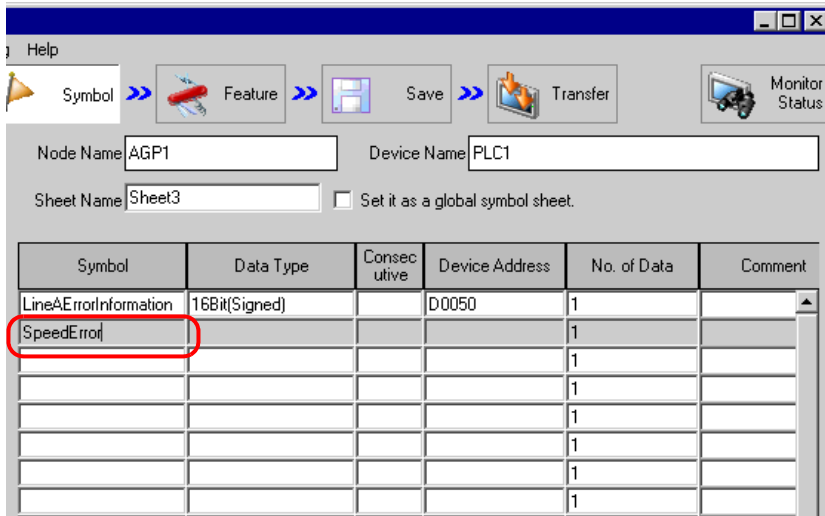 g Help
Symbol Feature Save Transfer Monitor Status
Node Name AGP1 Device Name PLC1
Sheet Name Sheet3 Set it as a global symbol sheet.
Symbol Data Type Consecutive Device Address No. of Data Comment
LineAErrorInformation 16Bit(Signed) D0050 1
SpeedError 1
1
1
1
1
1
1